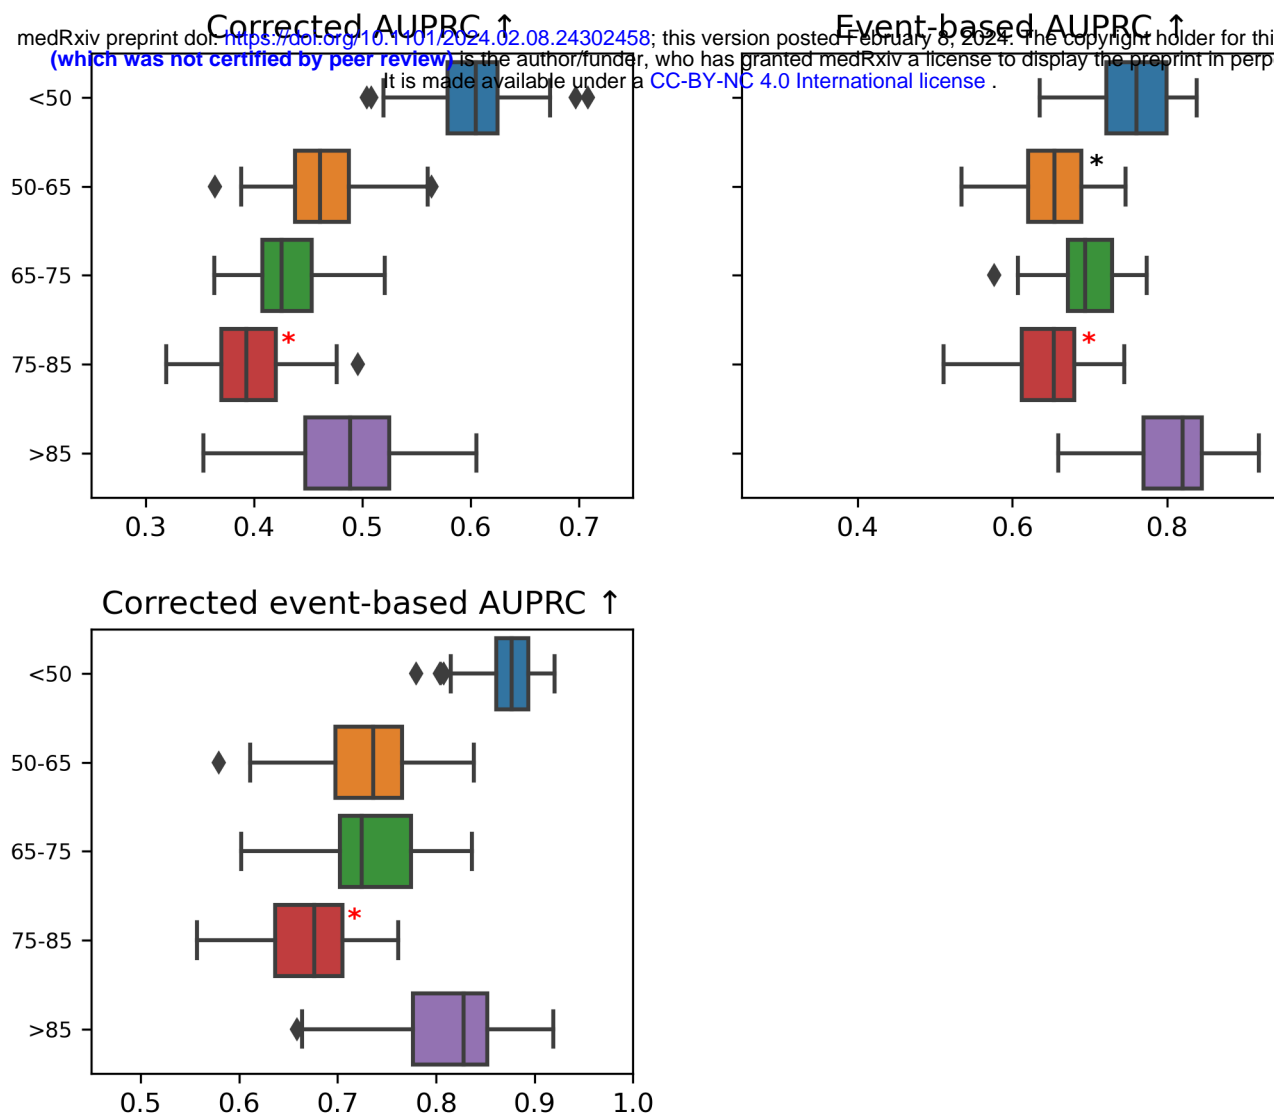 Corrected AUPRC ↑
Event-based AUPRC ↑
medRxiv preprint doi: https://doi.org/10.1101/2024.02.08.24302458; this version posted February 8, 2024. The copyright holder for thi
(which was not certified by peer review) is the author/funder, who has granted medRxiv a license to display the preprint in perp
It is made available under a CC-BY-NC 4.0 International license .
<50
50-65
*
65-75
75-85
*
*
>85
0.3 0.4 0.5 0.6 0.7
0.4 0.6 0.8
Corrected event-based AUPRC ↑
<50
50-65
65-75
75-85
*
>85
0.5 0.6 0.7 0.8 0.9 1.0